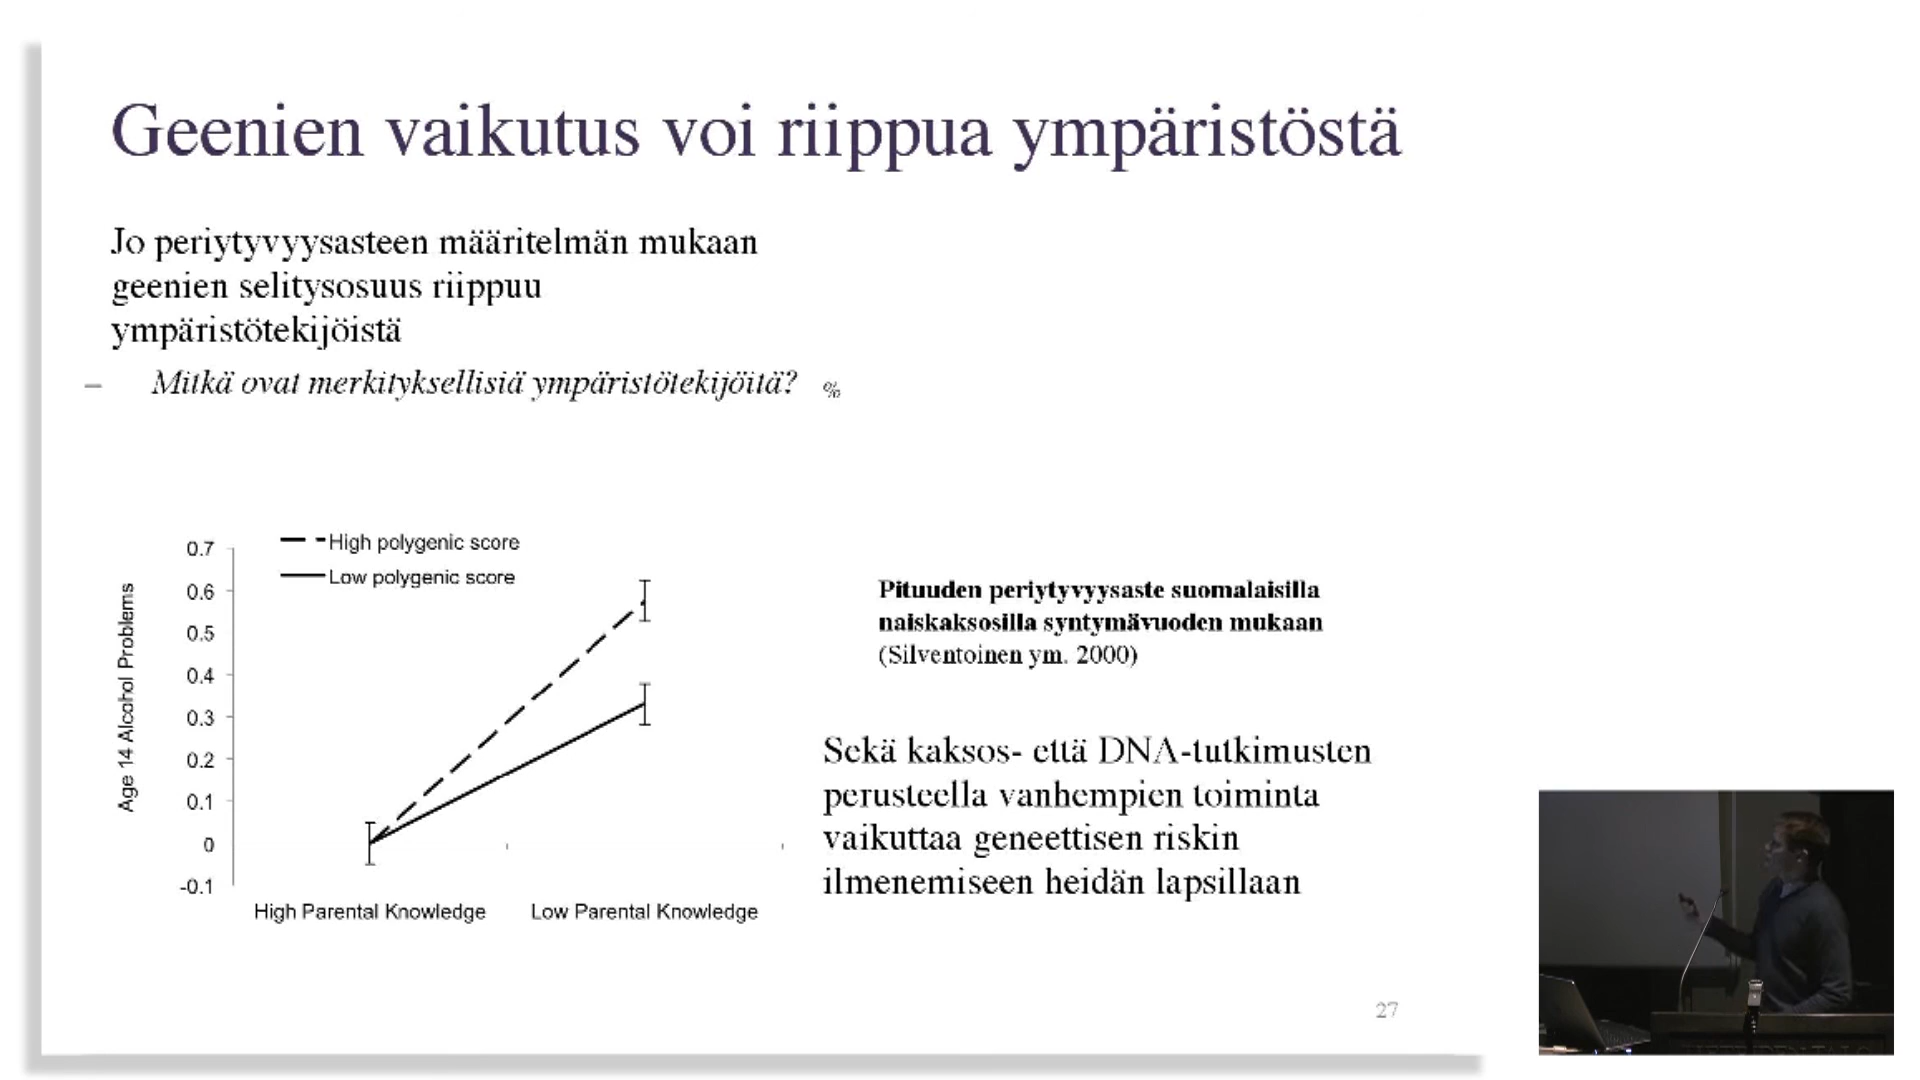 Geenien vaikutus voi riippua ympäristöstä
Jo periytyvyysasteen määritelmän mukaan
geenien selitysosuus riippuu
ympäristötekijöistä
– Mitkä ovat merkityksellisiä ympäristötekijöitä?
%
High polygenic score
Low polygenic score
Age 14 Alcohol Problems
0.7
0.6
0.5
0.4
0.3
0.2
0.1
0
-0.1
High Parental Knowledge
Low Parental Knowledge
Pituuden periytyvyysaste suomalaisilla
naiskaksosilla syntymävuoden mukaan
(Silventoinen ym. 2000)
Sekä kaksos- että DNA-tutkimusten
perusteella vanhempien toiminta
vaikuttaa geneettisen riskin
ilmenemiseen heidän lapsillaan
27